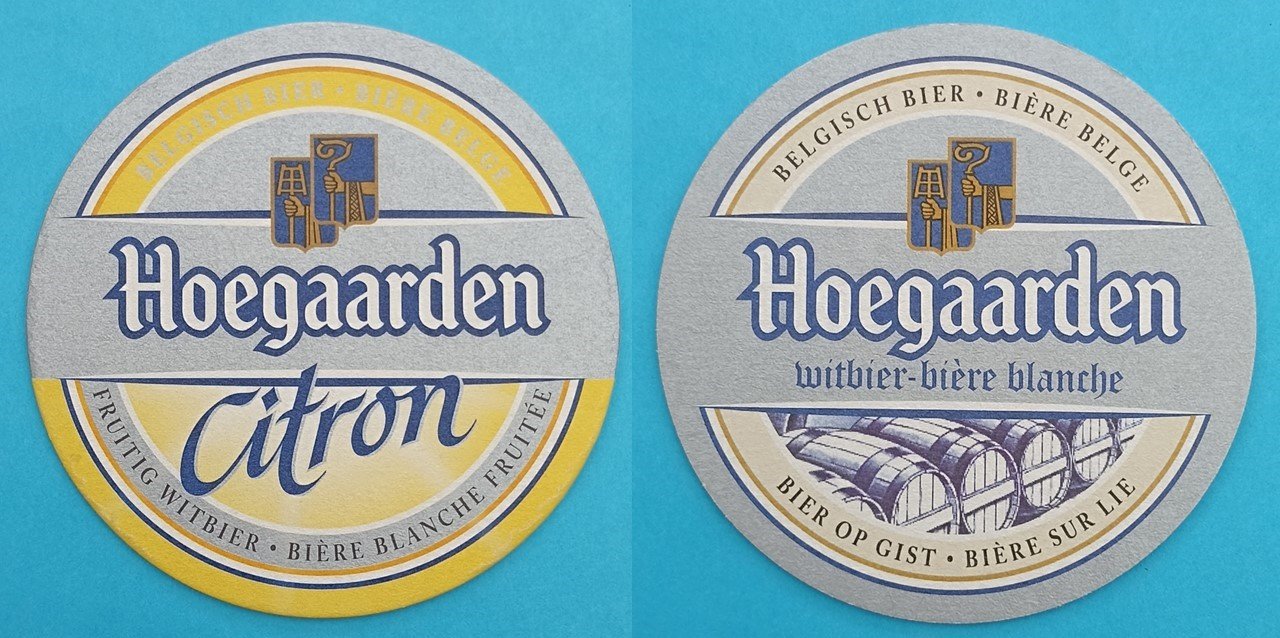 BELGISCH BIER • BIÈRE BELGE
Hoegaarden
Citron
FRUITIG WITBIER • BIÈRE BLANCHE FRUITÉE
BELGISCH BIER • BIÈRE BELGE
Hoegaarden
witbier-bière blanche
BIER OP GIST • BIÈRE SUR LIE